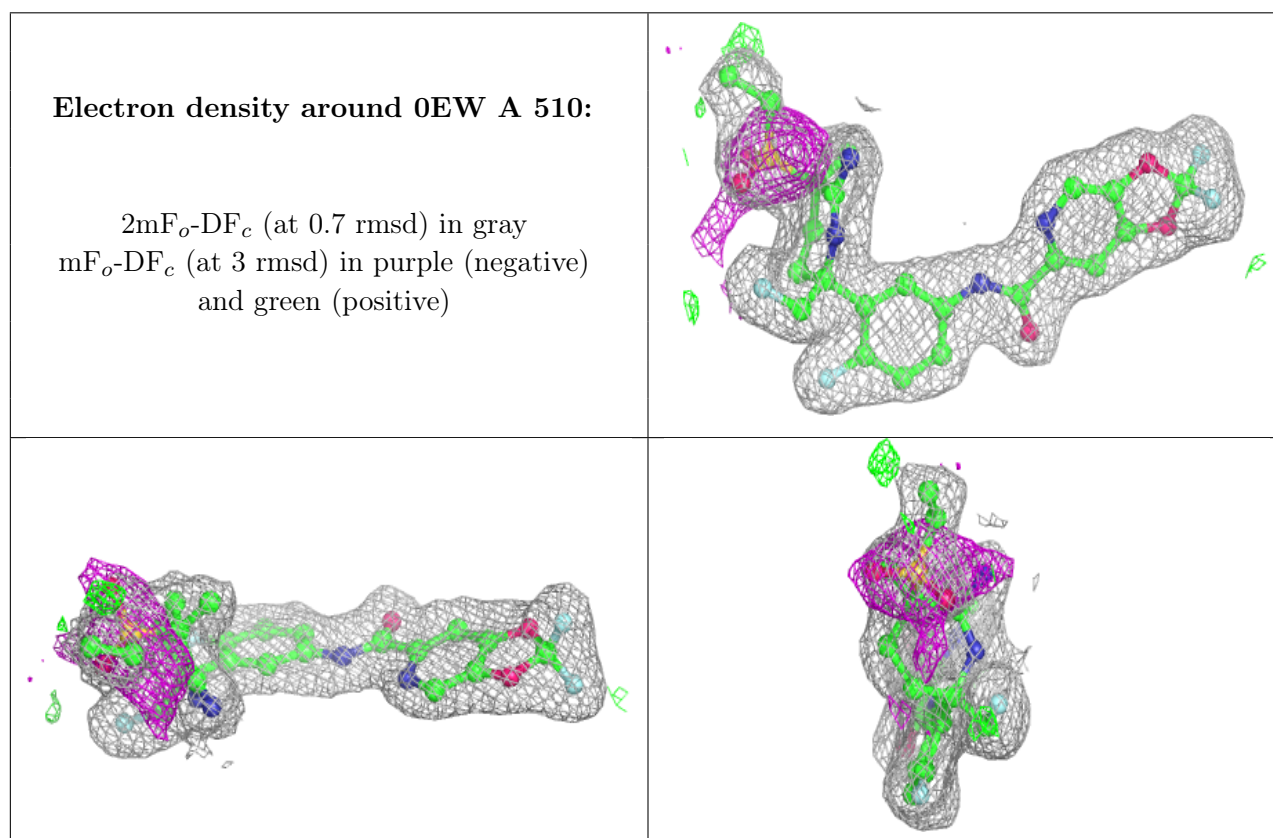 Electron density around 0EW A 510:
2mFo-DFc (at 0.7 rmsd) in gray
mFo-DFc (at 3 rmsd) in purple (negative)
and green (positive)